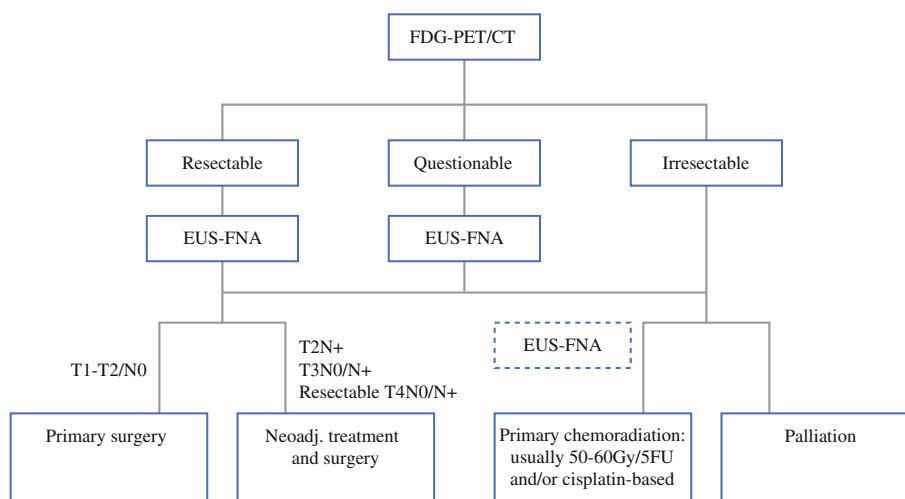 FDG-PET/CT
Resectable
Questionable
Irresectable
EUS-FNA
EUS-FNA
T1-T2/N0
T2N+
T3N0/N+
Resectable T4N0/N+
EUS-FNA
Primary surgery
Neoadj. treatment
and surgery
Primary chemoradiation:
usually 50-60Gy/5FU
and/or cisplatin-based
Palliation